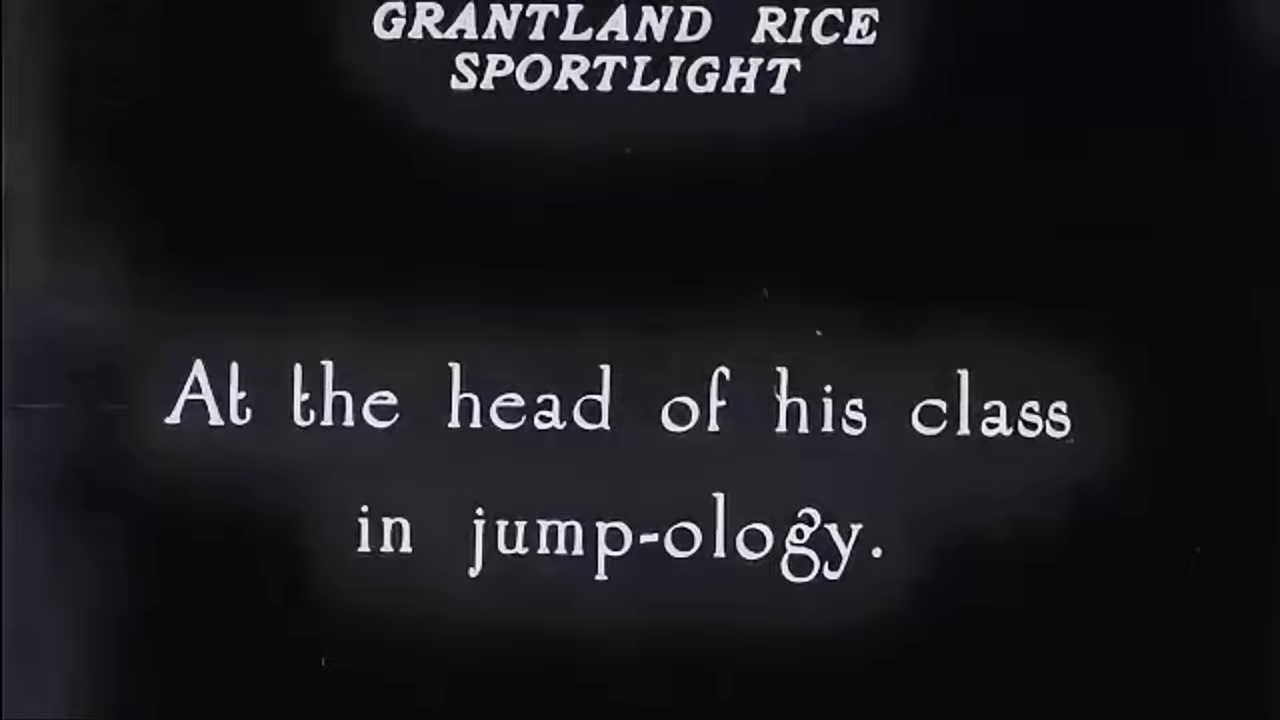 GRANTLAND RICE
SPORTLIGHT
At the head of his class
in jump-ology.